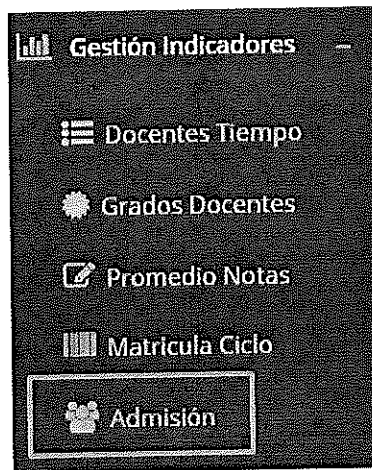 Gestión Indicadores
Docentes Tiempo
Grados Docentes
Promedio Notas
Matricula Ciclo
Admisión